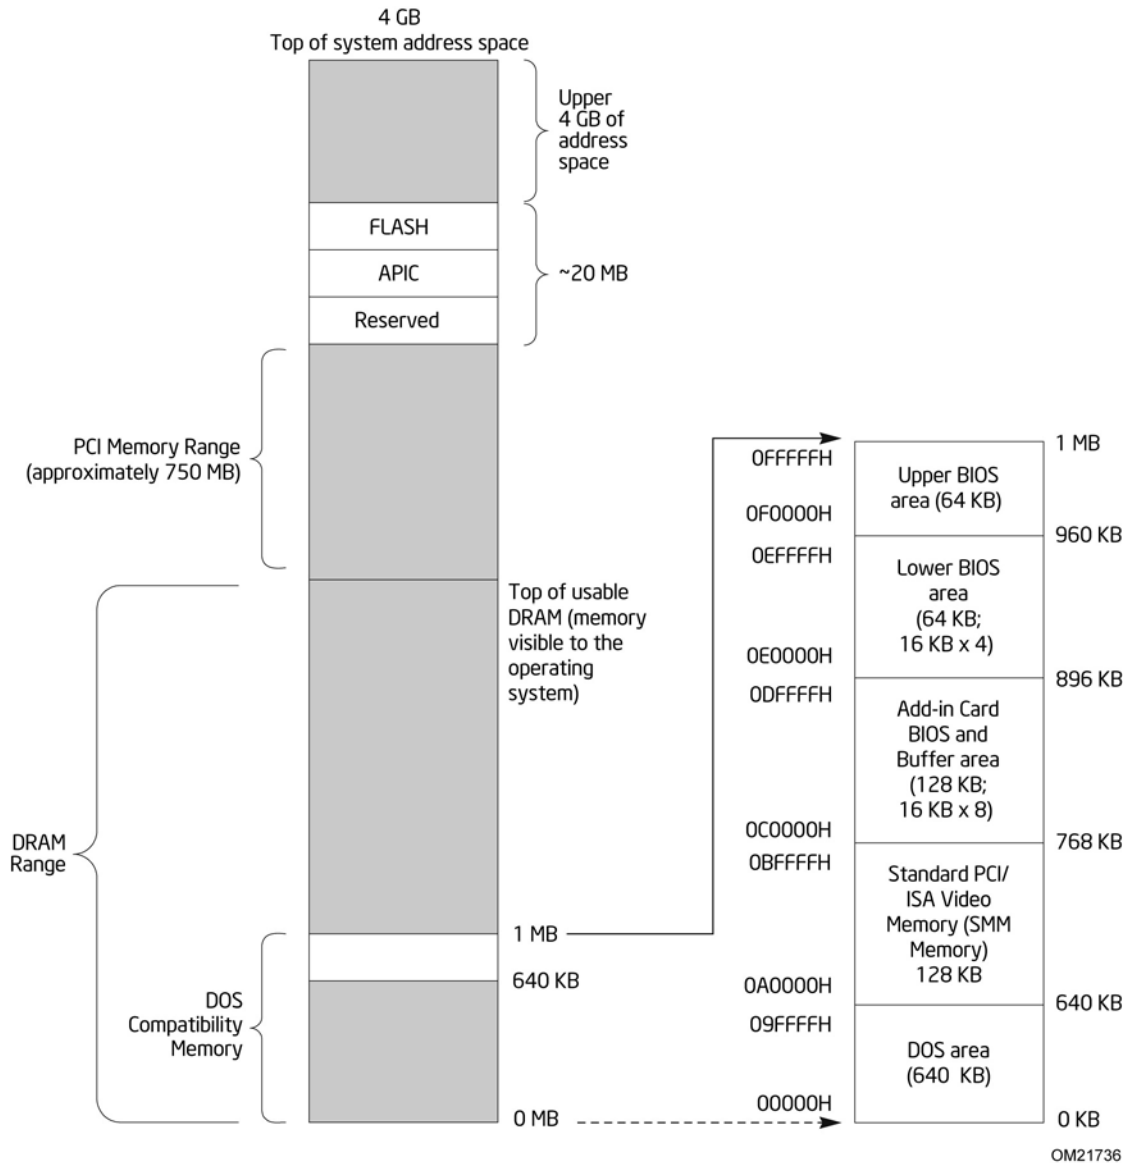 4 GB
Top of system address space
Upper
4 GB of
address
space
FLASH
APIC
~20 MB
Reserved
PCI Memory Range
(approximately 750 MB)
Top of usable
DRAM (memory
visible to the
operating
system)
DRAM
Range
1 MB
640 KB
DOS
Compatibility
Memory
0 MB
1 MB
0FFFFFH
Upper BIOS
area (64 KB)
0F0000H
960 KB
0EFFFFH
Lower BIOS
area
(64 KB;
16 KB x 4)
0E0000H
896 KB
0DFFFFH
Add-in Card
BIOS and
Buffer area
(128 KB;
16 KB x 8)
0C0000H
768 KB
0BFFFFH
Standard PCI/
ISA Video
Memory (SMM
Memory)
128 KB
0A0000H
640 KB
09FFFFH
DOS area
(640 KB)
00000H
0 KB
OM21736